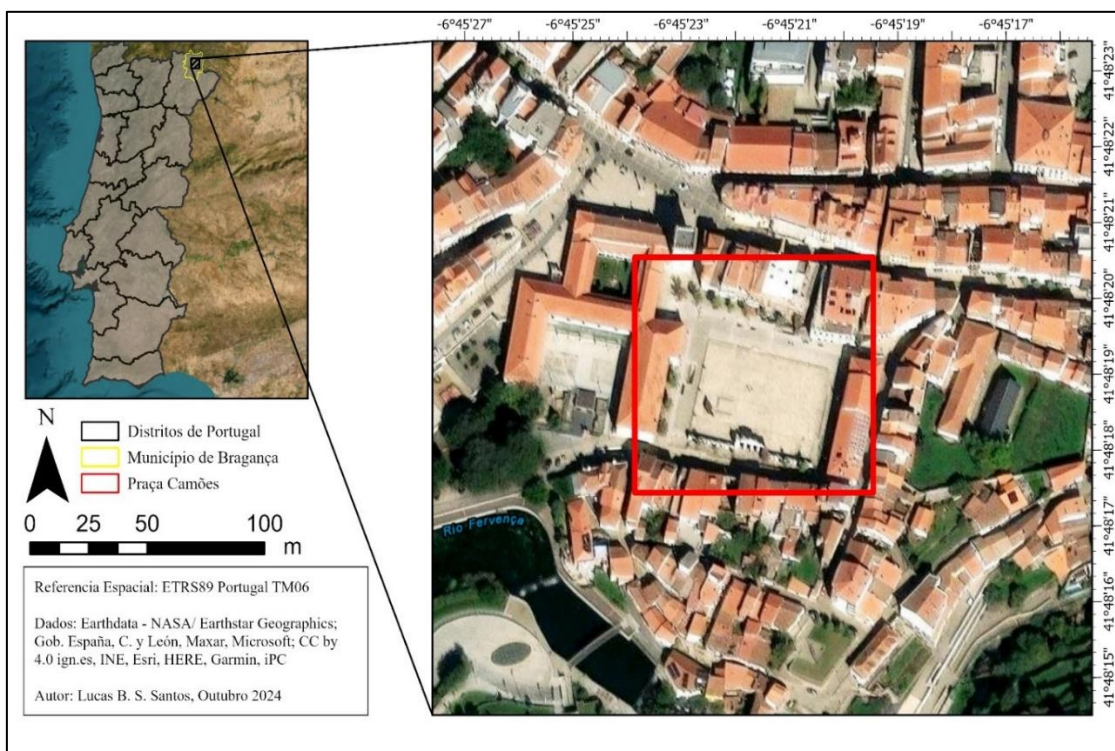 -6°45'27" -6°45'25" -6°45'23" -6°45'21" -6°45'19" -6°45'17"
41°48'23"
41°48'22"
41°48'21"
41°48'20"
41°48'19"
41°48'18"
41°48'17"
41°48'16"
41°48'15"
Rio Fervença
N
Distritos de Portugal
Município de Bragança
Praça Camões
0 25 50 100
m
Referencia Espacial: ETRS89 Portugal TM06
Dados: Earthdata - NASA/ Earthstar Geographics;
Gob. España, C. y León, Maxar, Microsoft; CC by
4.0 ign.es, INE, Esri, HERE, Garmin, iPC
Autor: Lucas B. S. Santos, Outubro 2024